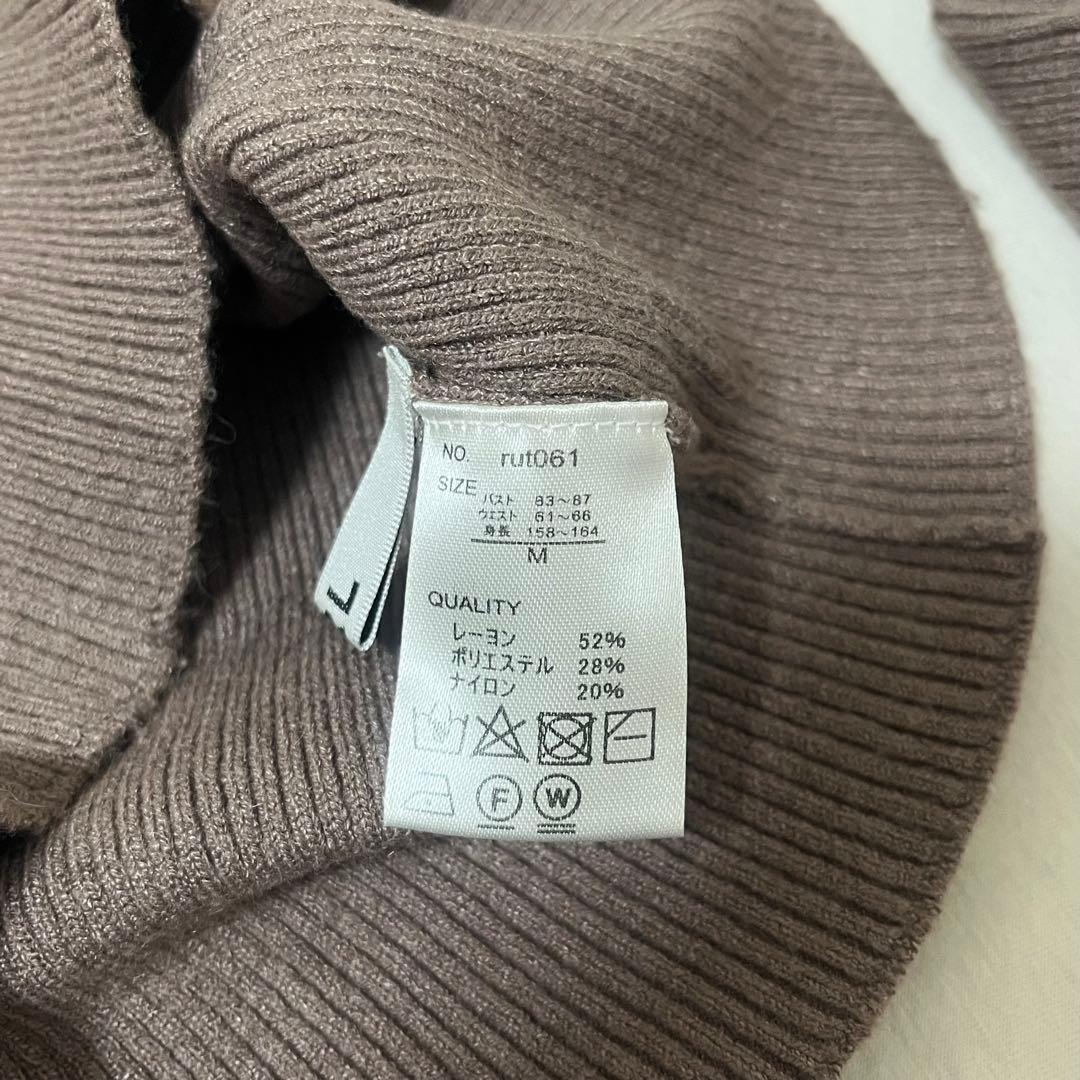 NO. rut061
SIZE
バスト 83～87
ウエスト 61～66
身長 158～164
M
QUALITY
レーヨン 52%
ポリエステル 28%
ナイロン 20%
F
W
L